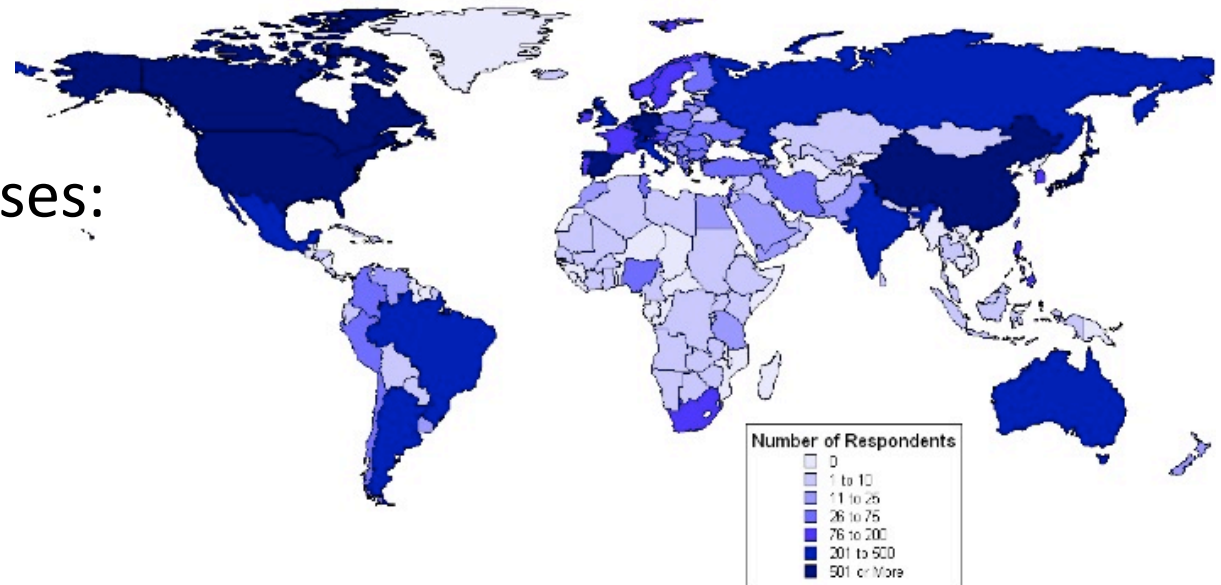 ses:
Number of Respondents
0
1 to 10
11 to 25
26 to 75
76 to 200
201 to 500
501 or More